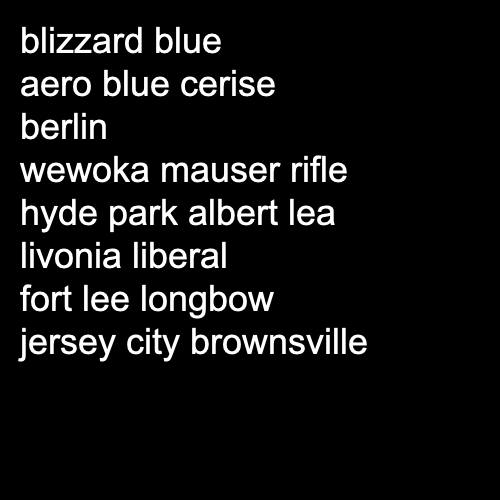 blizzard blue
aero blue cerise
berlin
wewoka mauser rifle
hyde park albert lea
livonia liberal
fort lee longbow
jersey city brownsville